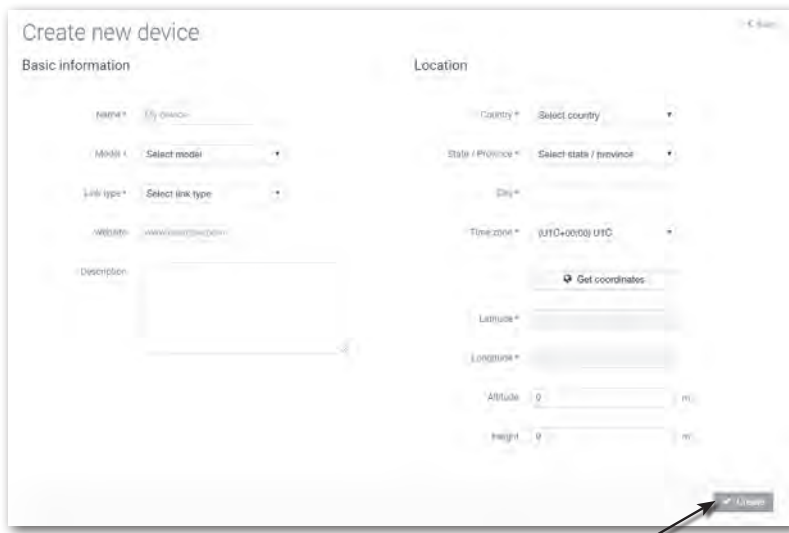 Create new device
Basic information
Name *
My device
Model *
Select model
Link type *
Select link type
Website
Description
Location
Country *
Select country
State / Province *
Select state / province
City *
Time zone *
(UTC+00:00) UTC
Get coordinates
Latitude *
Longitude *
Altitude
0
m
Height
0
m
Create